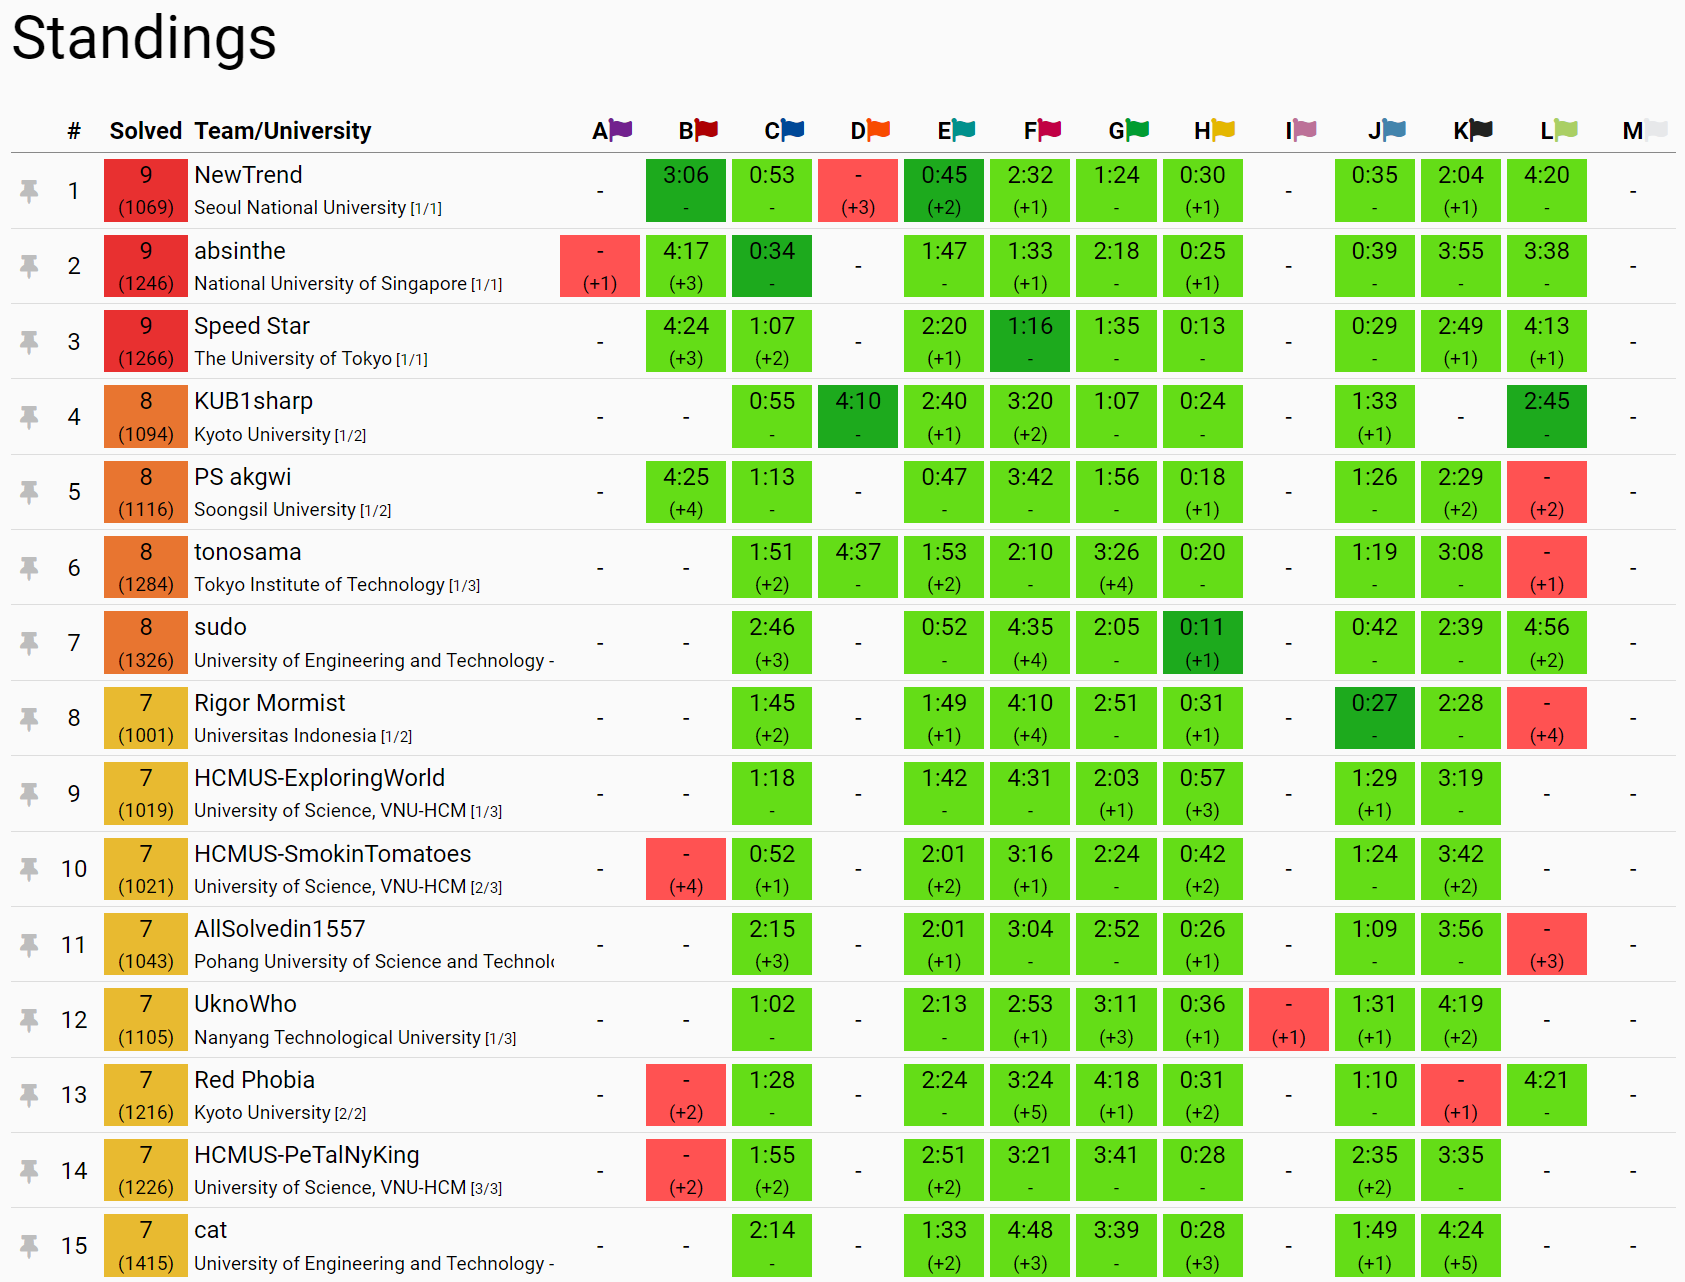 Standings
# Solved Team/University A B C D E F G H I J K L M
1 9 NewTrend - 3:06 0:53 - 0:45 2:32 1:24 0:30 - 0:35 2:04 4:20 -
(1069) Seoul National University [1/1] - - (+3) (+2) (+1) - (+1) - (+1) -
2 9 absinthe - 4:17 0:34 - 1:47 1:33 2:18 0:25 - 0:39 3:55 3:38 -
(1246) National University of Singapore [1/1] (+1) (+3) - - (+1) - (+1) - - -
3 9 Speed Star - 4:24 1:07 - 2:20 1:16 1:35 0:13 - 0:29 2:49 4:13 -
(1266) The University of Tokyo [1/1] (+3) (+2) (+1) - - - - (+1) (+1)
4 8 KUB1sharp - - 0:55 4:10 2:40 3:20 1:07 0:24 - 1:33 - 2:45 -
(1094) Kyoto University [1/2] - - (+1) (+2) - - (+1) -
5 8 PS akgwi - 4:25 1:13 - 0:47 3:42 1:56 0:18 - 1:26 2:29 - -
(1116) Soongsil University [1/2] (+4) - - - - (+1) - (+2) (+2)
6 8 tonosama - - 1:51 4:37 1:53 2:10 3:26 0:20 - 1:19 3:08 - -
(1284) Tokyo Institute of Technology [1/3] (+2) - (+2) - (+4) - - - (+1)
7 8 sudo - - 2:46 - 0:52 4:35 2:05 0:11 - 0:42 2:39 4:56 -
(1326) University of Engineering and Technology - (+3) - (+4) - (+1) - - (+2)
8 7 Rigor Mormist - - 1:45 - 1:49 4:10 2:51 0:31 - 0:27 2:28 - -
(1001) Universitas Indonesia [1/2] (+2) (+1) (+4) - (+1) - - (+4)
9 7 HCMUS-ExploringWorld - - 1:18 - 1:42 4:31 2:03 0:57 - 1:29 3:19 - -
(1019) University of Science, VNU-HCM [1/3] - - - (+1) (+3) (+1) -
10 7 HCMUS-SmokinTomatoes - - 0:52 - 2:01 3:16 2:24 0:42 - 1:24 3:42 - -
(1021) University of Science, VNU-HCM [2/3] (+4) (+1) (+2) (+1) - (+2) - (+2)
11 7 AllSolvedin1557 - - 2:15 - 2:01 3:04 2:52 0:26 - 1:09 3:56 - -
(1043) Pohang University of Science and Technol (+3) (+1) - - (+1) - - (+3)
12 7 UknoWho - - 1:02 - 2:13 2:53 3:11 0:36 - 1:31 4:19 - -
(1105) Nanyang Technological University [1/3] - - (+1) (+3) (+1) (+1) (+1) (+2)
13 7 Red Phobia - - 1:28 - 2:24 3:24 4:18 0:31 - 1:10 - 4:21 -
(1216) Kyoto University [2/2] (+2) - - (+5) (+1) (+2) - (+1) -
14 7 HCMUS-PeTalNyKing - - 1:55 - 2:51 3:21 3:41 0:28 - 2:35 3:35 - -
(1226) University of Science, VNU-HCM [3/3] (+2) (+2) (+2) - - - (+2) -
15 7 cat - - 2:14 - 1:33 4:48 3:39 0:28 - 1:49 4:24 - -
(1415) University of Engineering and Technology - - (+2) (+3) - (+3) (+1) (+5)